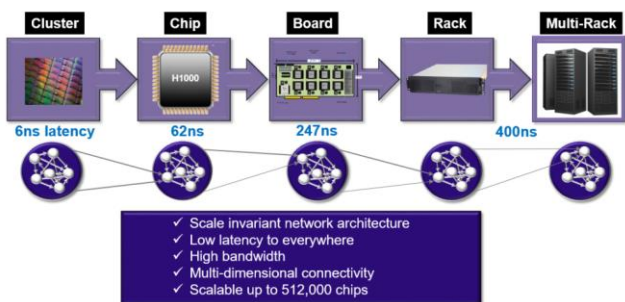 Cluster
Chip
Board
Rack
Multi-Rack
H1000
6ns latency
62ns
247ns
400ns
✓ Scale invariant network architecture
✓ Low latency to everywhere
✓ High bandwidth
✓ Multi-dimensional connectivity
✓ Scalable up to 512,000 chips